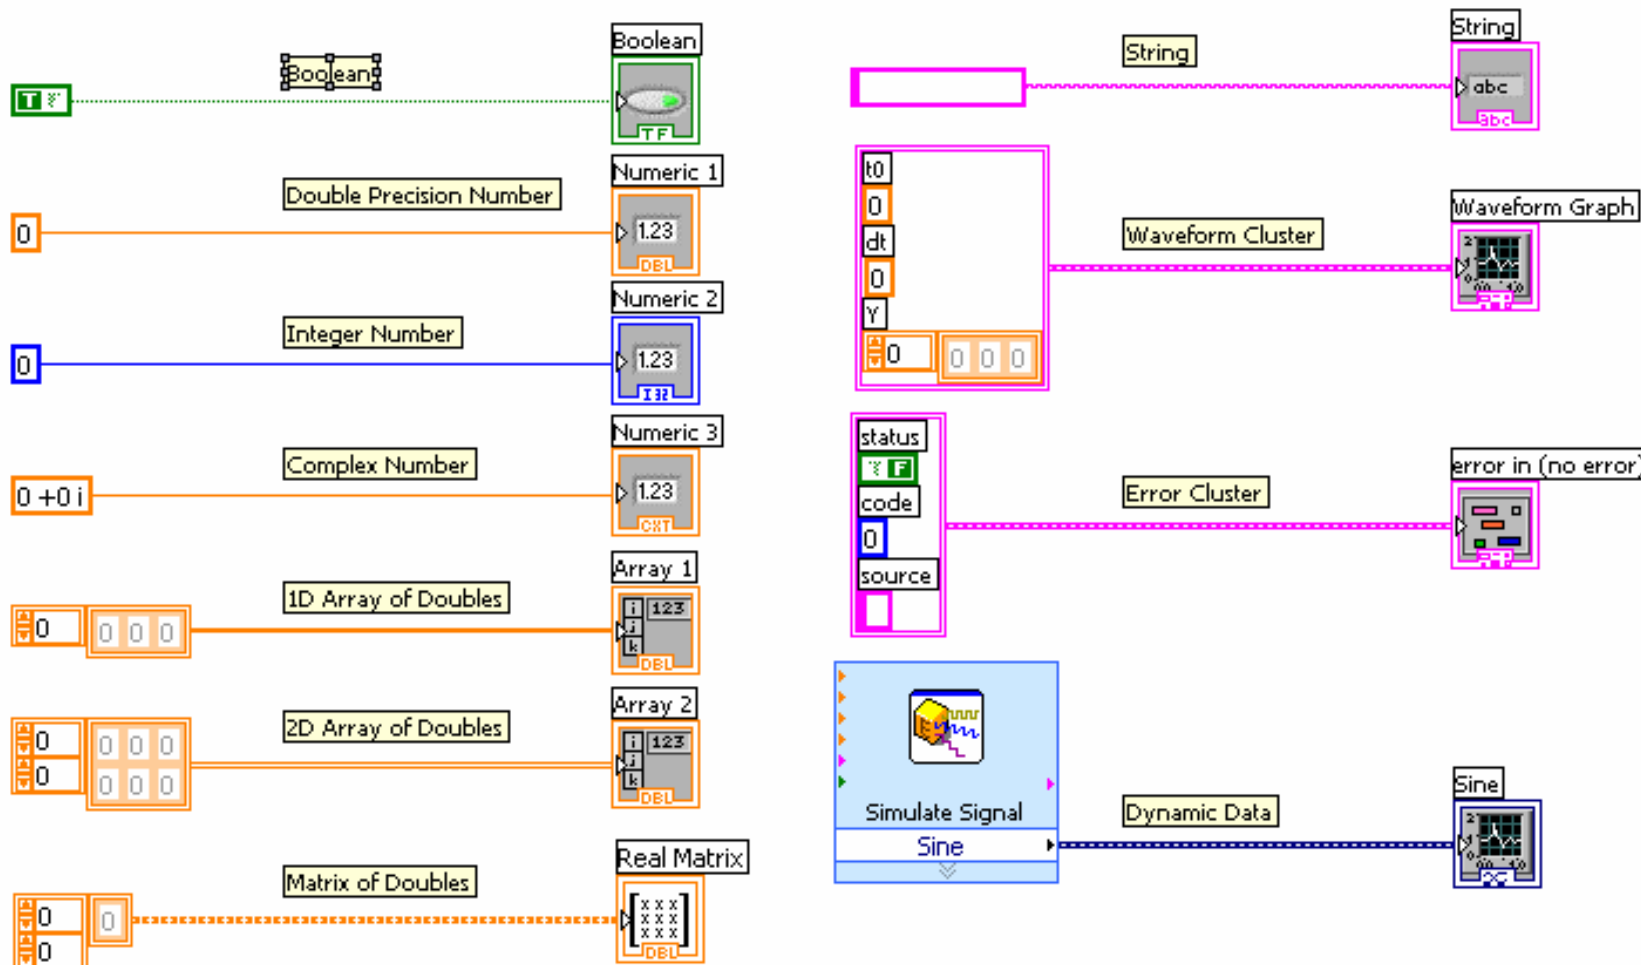 Boolean
Boolean
T F
TF
Double Precision Number
Numeric 1
0
1.23
DBL
Integer Number
Numeric 2
0
1.23
I32
Complex Number
Numeric 3
0 +0 i
1.23
CXT
1D Array of Doubles
Array 1
0
0 0 0
i
j
k
123
DBL
2D Array of Doubles
Array 2
0
0
0 0 0
0 0 0
i
j
k
123
DBL
Matrix of Doubles
Real Matrix
0
0
0
x x x
x x x
x x x
DBL
String
String
abc
abc
t0
0
dt
0
Y
0
0 0 0
Waveform Cluster
Waveform Graph
status
F
code
0
source
Error Cluster
error in (no error)
Simulate Signal
Sine
Dynamic Data
Sine